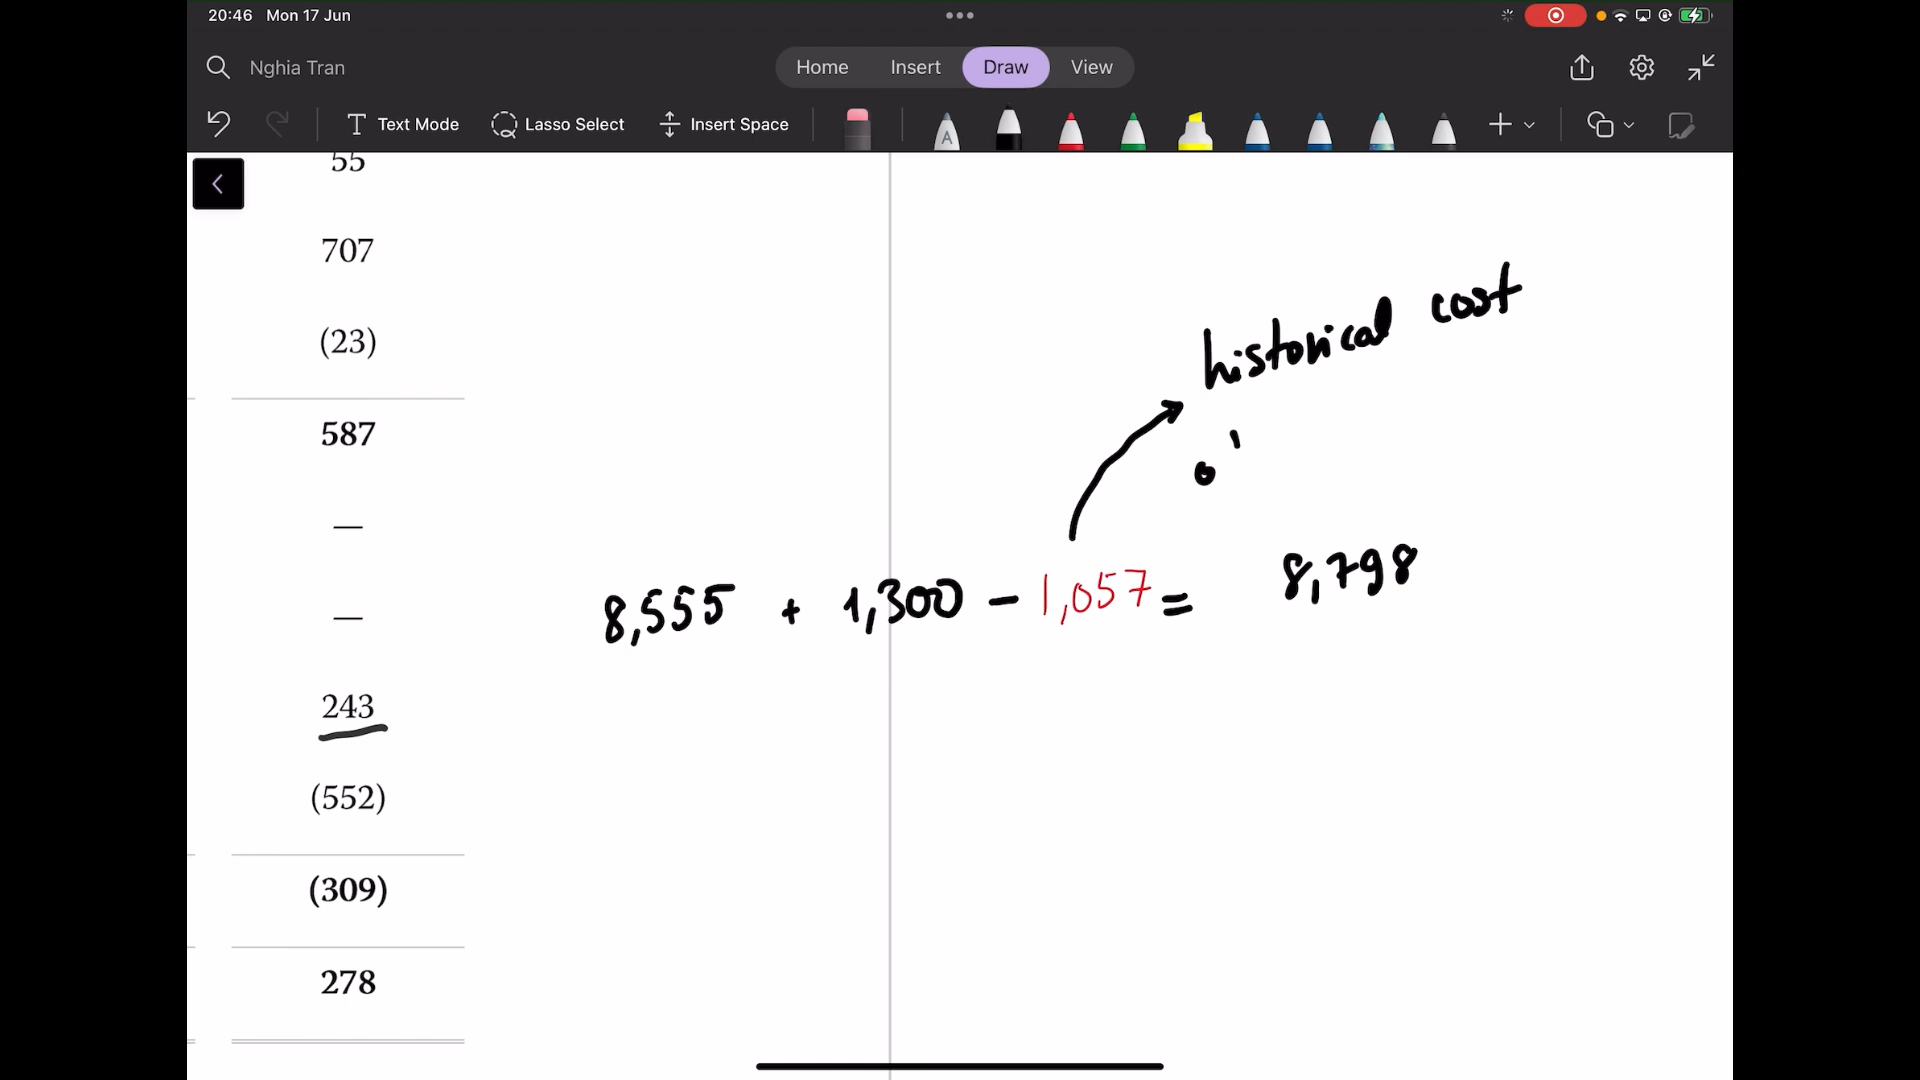 20:46 Mon 17 Jun
Nghia Tran
Home Insert Draw View
Text Mode Lasso Select Insert Space
A
55
707
(23)
587
—
—
243
(552)
(309)
278
historical cost
8,555 + 1,300 - 1,057 = 8,798